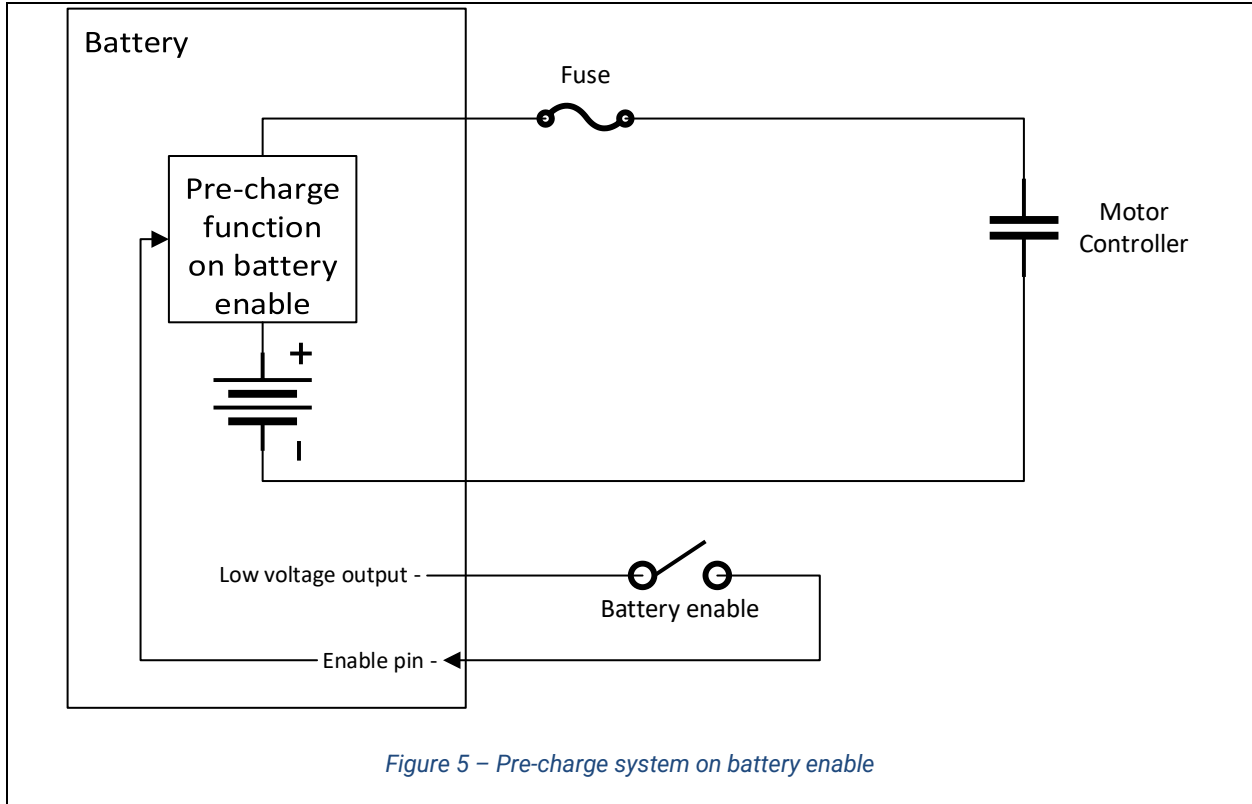 Battery
Fuse
Pre-charge
function
on battery
enable
Motor
Controller
+
-
Low voltage output -
Battery enable
Enable pin -
Figure 5 – Pre-charge system on battery enable